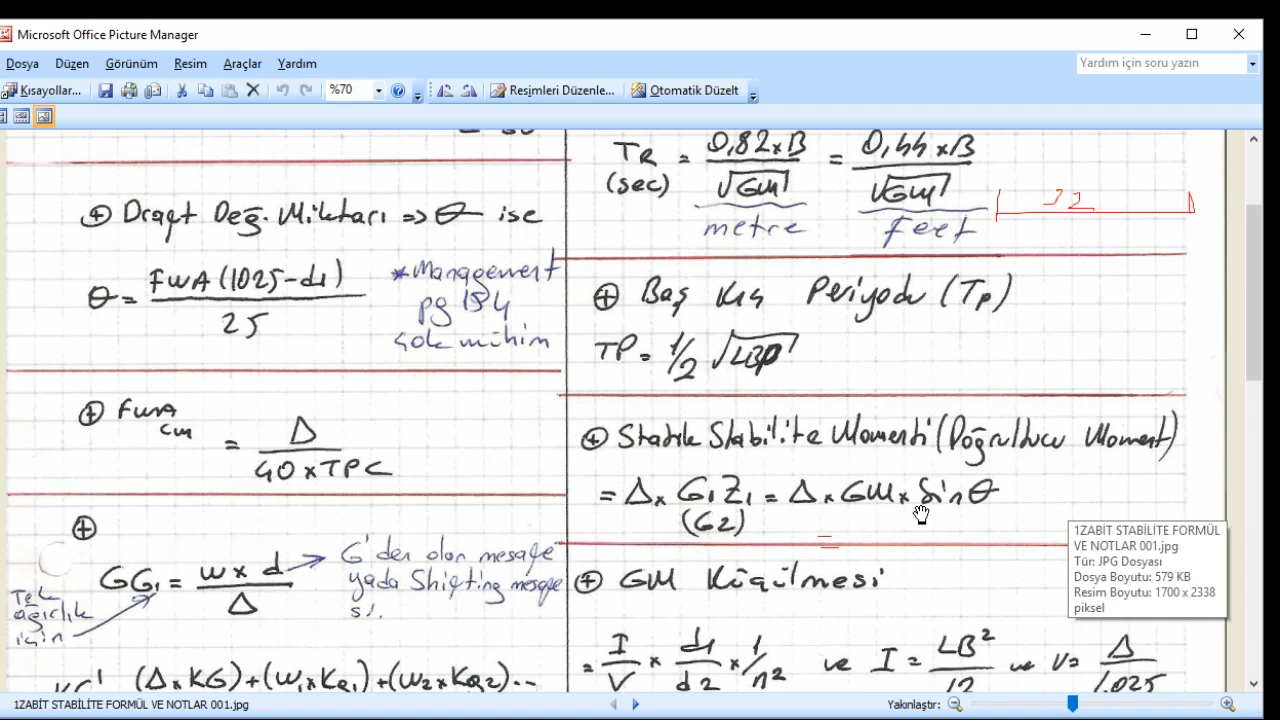 Microsoft Office Picture Manager
Dosya Düzen Görünüm Resim Araçlar Yardım
Yardım için soru yazın
Kısayollar... %70 Resimleri Düzenle... Otomatik Düzelt
⊕ Draft Değ. Miktarı => θ ise
θ = FWA (1025-d1) / 25
*Management
pg 154
çok mühim
⊕ FWA cm = Δ / 40 x TPC
⊕
GG1 = w x d / Δ
G'den olan mesafe
yada Shifting mesafe
si.
Tek
ağırlık
için
KG' (Δ x KG) + (w1 x Kg1) + (w2 x Kg2)...
TR (sec) = 0,82 x B / √GM = 0,44 x B / √GM
metre feet
32
⊕ Baş Kıç Periyodu (Tp)
TP = 1/2 √LBP
⊕ Statik Stabilite Momenti (Doğrultucu Moment)
= Δ x G1Z1 = Δ x GM x Sin θ
(GZ)
⊕ GM Küçülmesi
= I / V x d1 / d2 x 1 / n² ve I = LB² / 12 ve V = Δ / 1.025
1ZABİT STABİLİTE FORMÜL
VE NOTLAR 001.jpg
Tür: JPG Dosyası
Dosya Boyutu: 579 KB
Resim Boyutu: 1700 x 2338
piksel
1ZABİT STABİLİTE FORMÜL VE NOTLAR 001.jpg
Yakınlaştır: